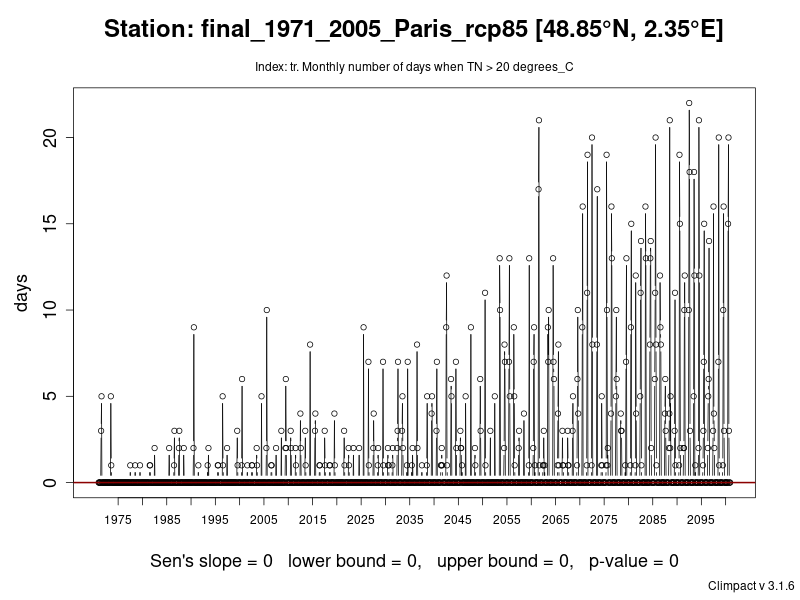 Station: final_1971_2005_Paris_rcp85 [48.85°N, 2.35°E]
Index: tr. Monthly number of days when TN > 20 degrees_C
20
15
10
5
0
days
1975 1985 1995 2005 2015 2025 2035 2045 2055 2065 2075 2085 2095
Sen's slope = 0 lower bound = 0, upper bound = 0, p-value = 0
Climpact v 3.1.6